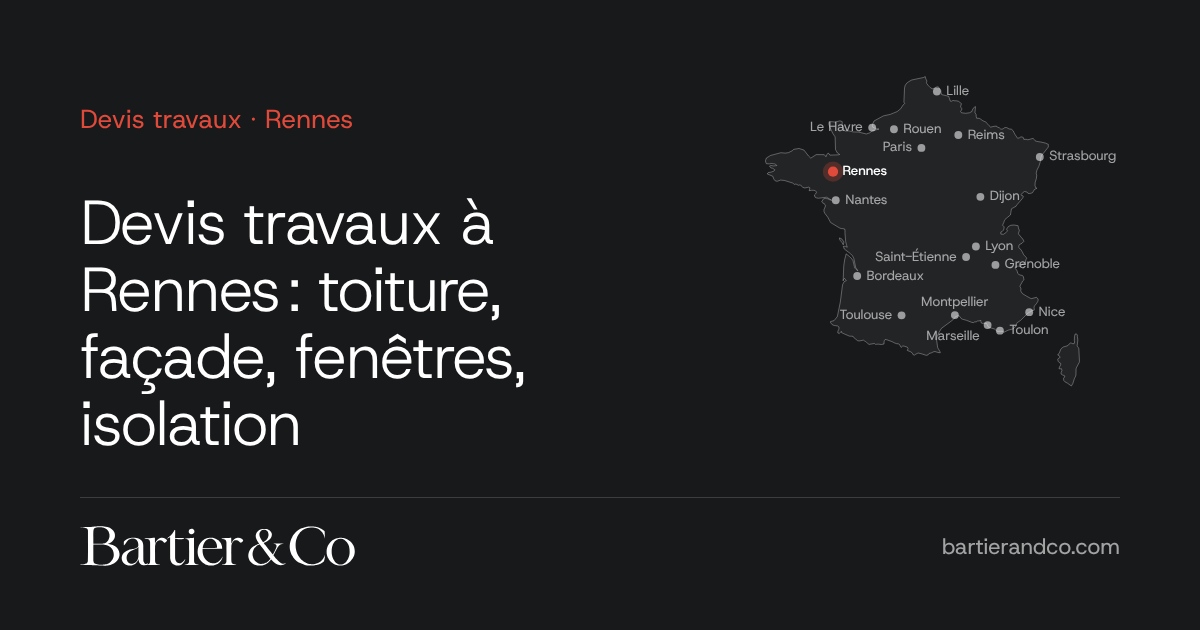 Devis travaux · Rennes
Devis travaux à
Rennes : toiture,
façade, fenêtres,
isolation
Lille
Le Havre
Rouen
Reims
Paris
Strasbourg
Rennes
Nantes
Dijon
Lyon
Saint-Étienne
Grenoble
Bordeaux
Montpellier
Toulouse
Nice
Marseille
Toulon
Bartier & Co
bartierandco.com